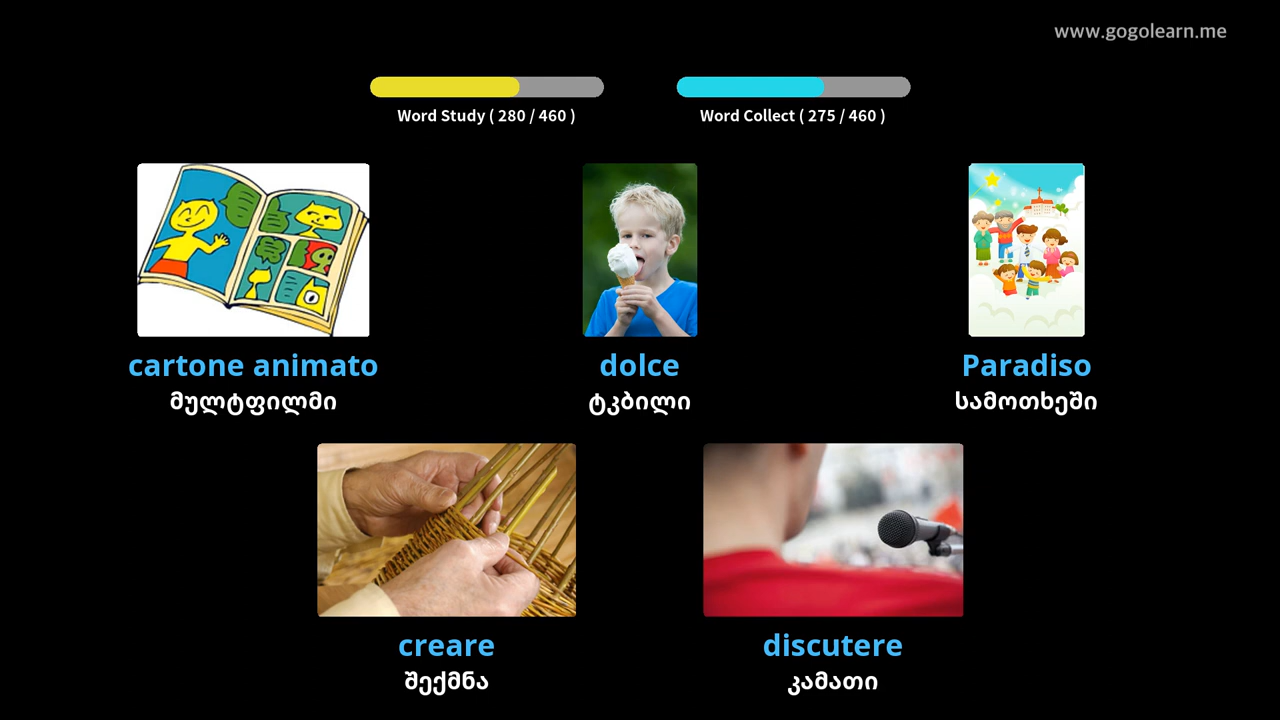 www.gogolearn.me
Word Study ( 280 / 460 )
Word Collect ( 275 / 460 )
cartone animato
მულტფილმი
dolce
ტკბილი
Paradiso
სამოთხეში
creare
შექმნა
discutere
კამათი